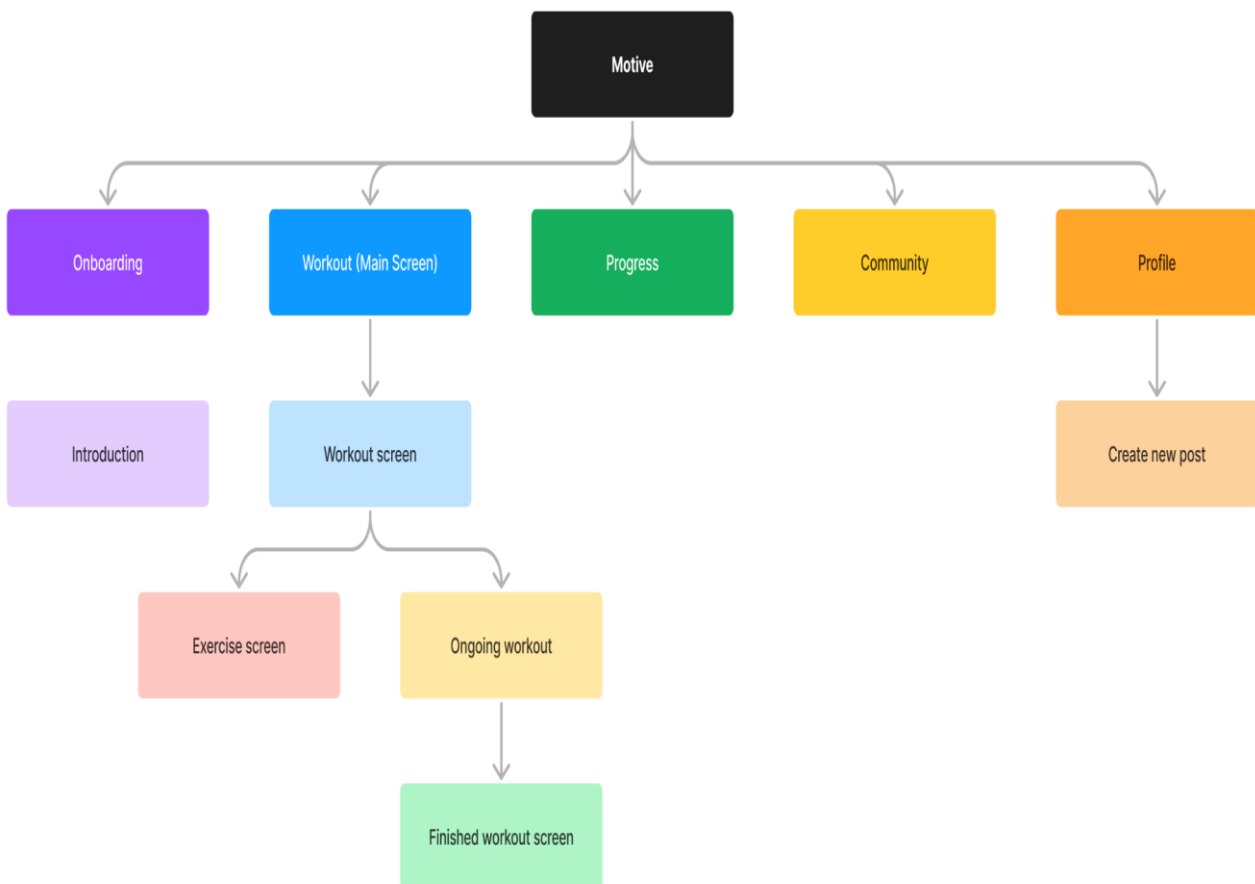 Motive
Onboarding
Workout (Main Screen)
Progress
Community
Profile
Introduction
Workout screen
Create new post
Exercise screen
Ongoing workout
Finished workout screen